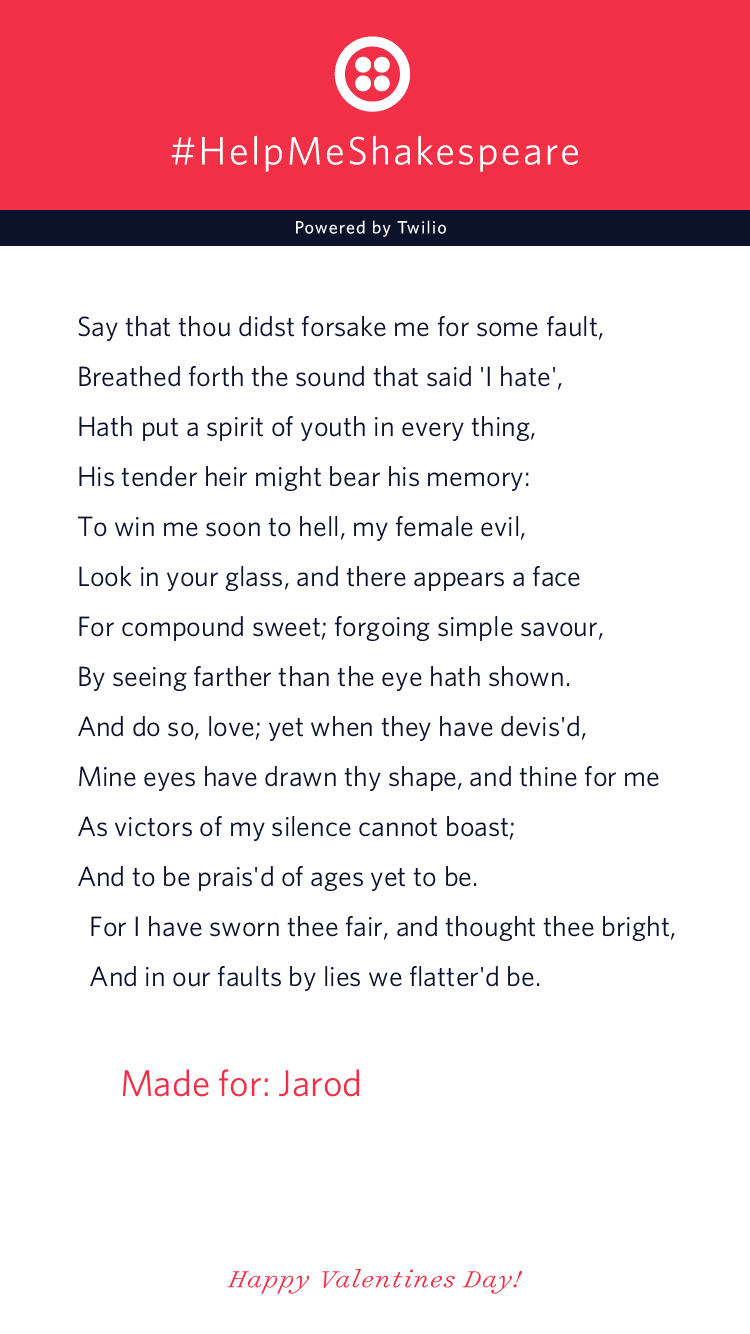 #HelpMeShakespeare
Powered by Twilio
Say that thou didst forsake me for some fault,
Breathed forth the sound that said 'I hate',
Hath put a spirit of youth in every thing,
His tender heir might bear his memory:
To win me soon to hell, my female evil,
Look in your glass, and there appears a face
For compound sweet; forgoing simple savour,
By seeing farther than the eye hath shown.
And do so, love; yet when they have devis'd,
Mine eyes have drawn thy shape, and thine for me
As victors of my silence cannot boast;
And to be prais'd of ages yet to be.
For I have sworn thee fair, and thought thee bright,
And in our faults by lies we flatter'd be.
Made for: Jarod
Happy Valentines Day!